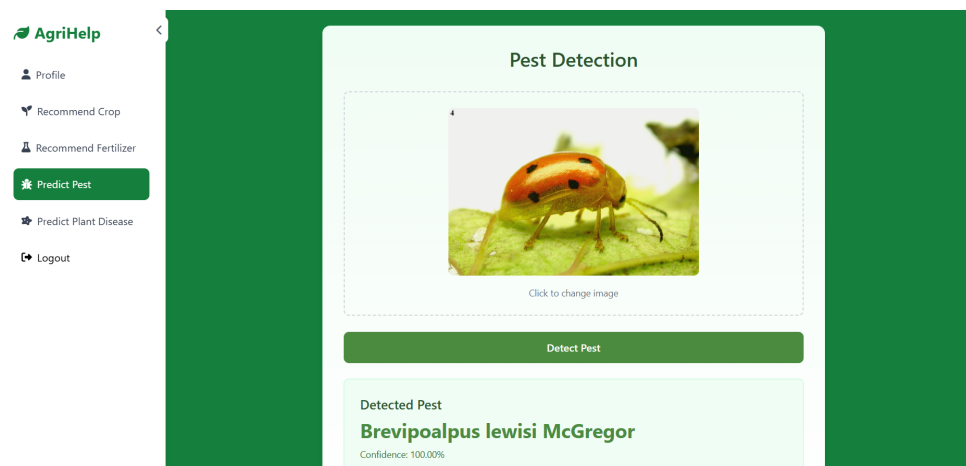 AgriHelp
Profile
Recommend Crop
Recommend Fertilizer
Predict Pest
Predict Plant Disease
Logout
Pest Detection
4
Click to change image
Detect Pest
Detected Pest
Brevipoalpus lewisi McGregor
Confidence: 100.00%